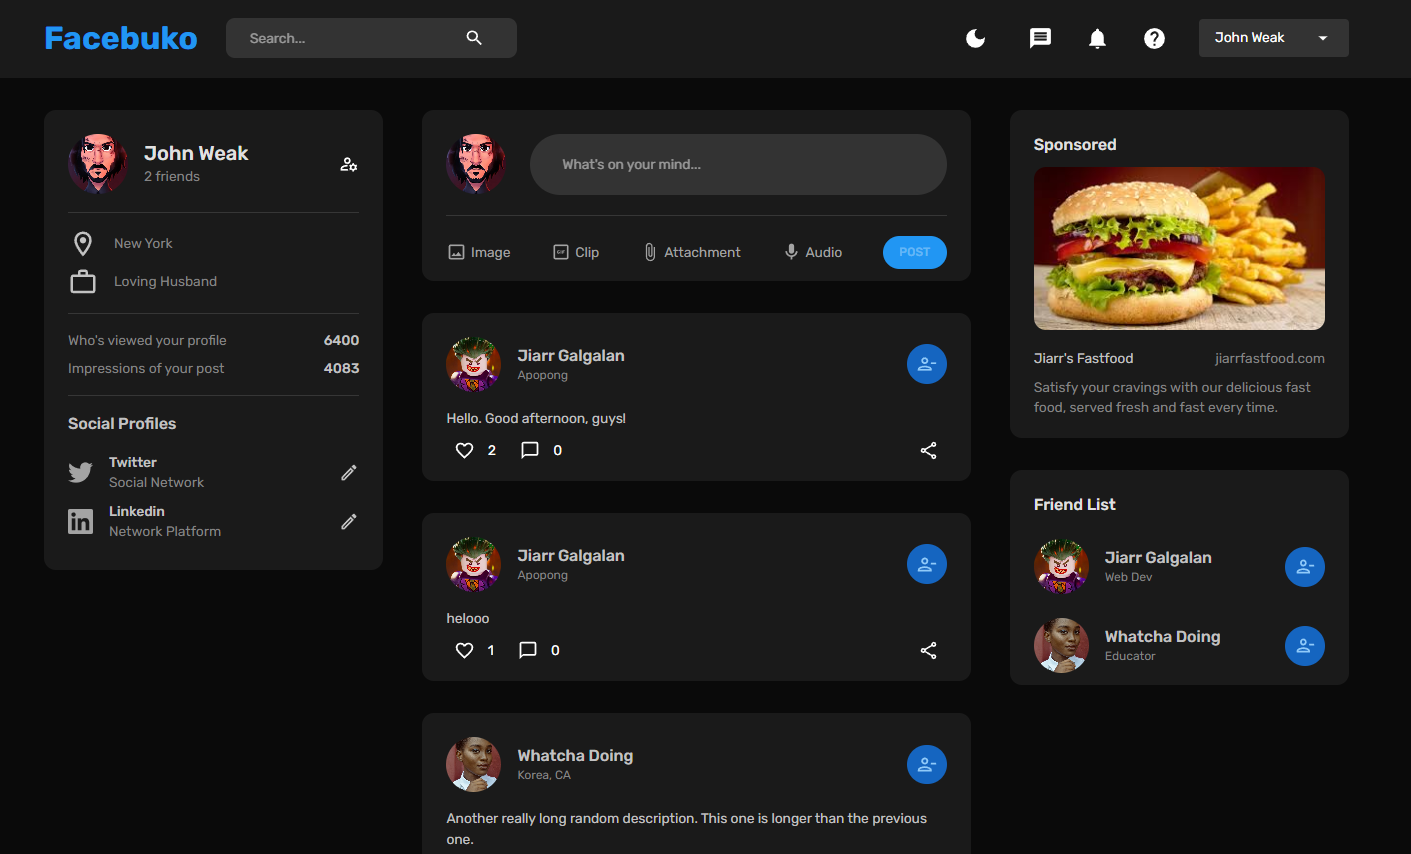 Facebuko
Search...
John Weak
John Weak
2 friends
New York
Loving Husband
Who's viewed your profile 6400
Impressions of your post 4083
Social Profiles
Twitter
Social Network
Linkedin
Network Platform
What's on your mind...
Image Clip Attachment Audio POST
Jiarr Galgalan
Apopong
Hello. Good afternoon, guys!
2 0
Jiarr Galgalan
Apopong
helooo
1 0
Whatcha Doing
Korea, CA
Another really long random description. This one is longer than the previous
one.
Sponsored
Jiarr's Fastfood jiarrfastfood.com
Satisfy your cravings with our delicious fast
food, served fresh and fast every time.
Friend List
Jiarr Galgalan
Web Dev
Whatcha Doing
Educator